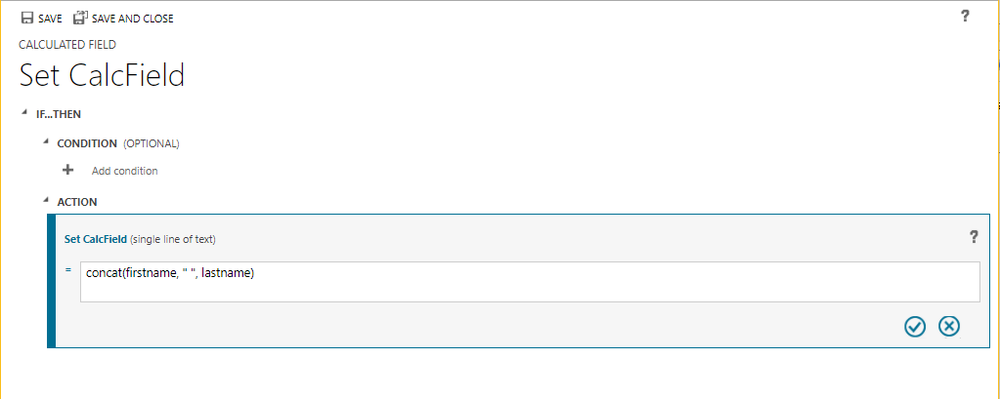 SAVE SAVE AND CLOSE ?
CALCULATED FIELD
Set CalcField
IF...THEN
CONDITION (OPTIONAL)
+ Add condition
ACTION
Set CalcField (single line of text) ?
= concat(firstname, " ", lastname)